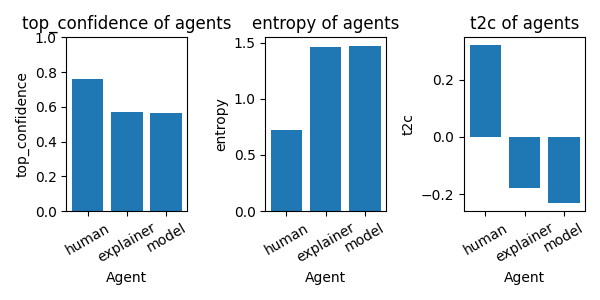 top_confidence of agents
top_confidence
1.0
0.8
0.6
0.4
0.2
0.0
human
explainer
model
Agent
entropy of agents
entropy
1.5
1.0
0.5
0.0
human
explainer
model
Agent
t2c of agents
t2c
0.2
0.0
−0.2
human
explainer
model
Agent